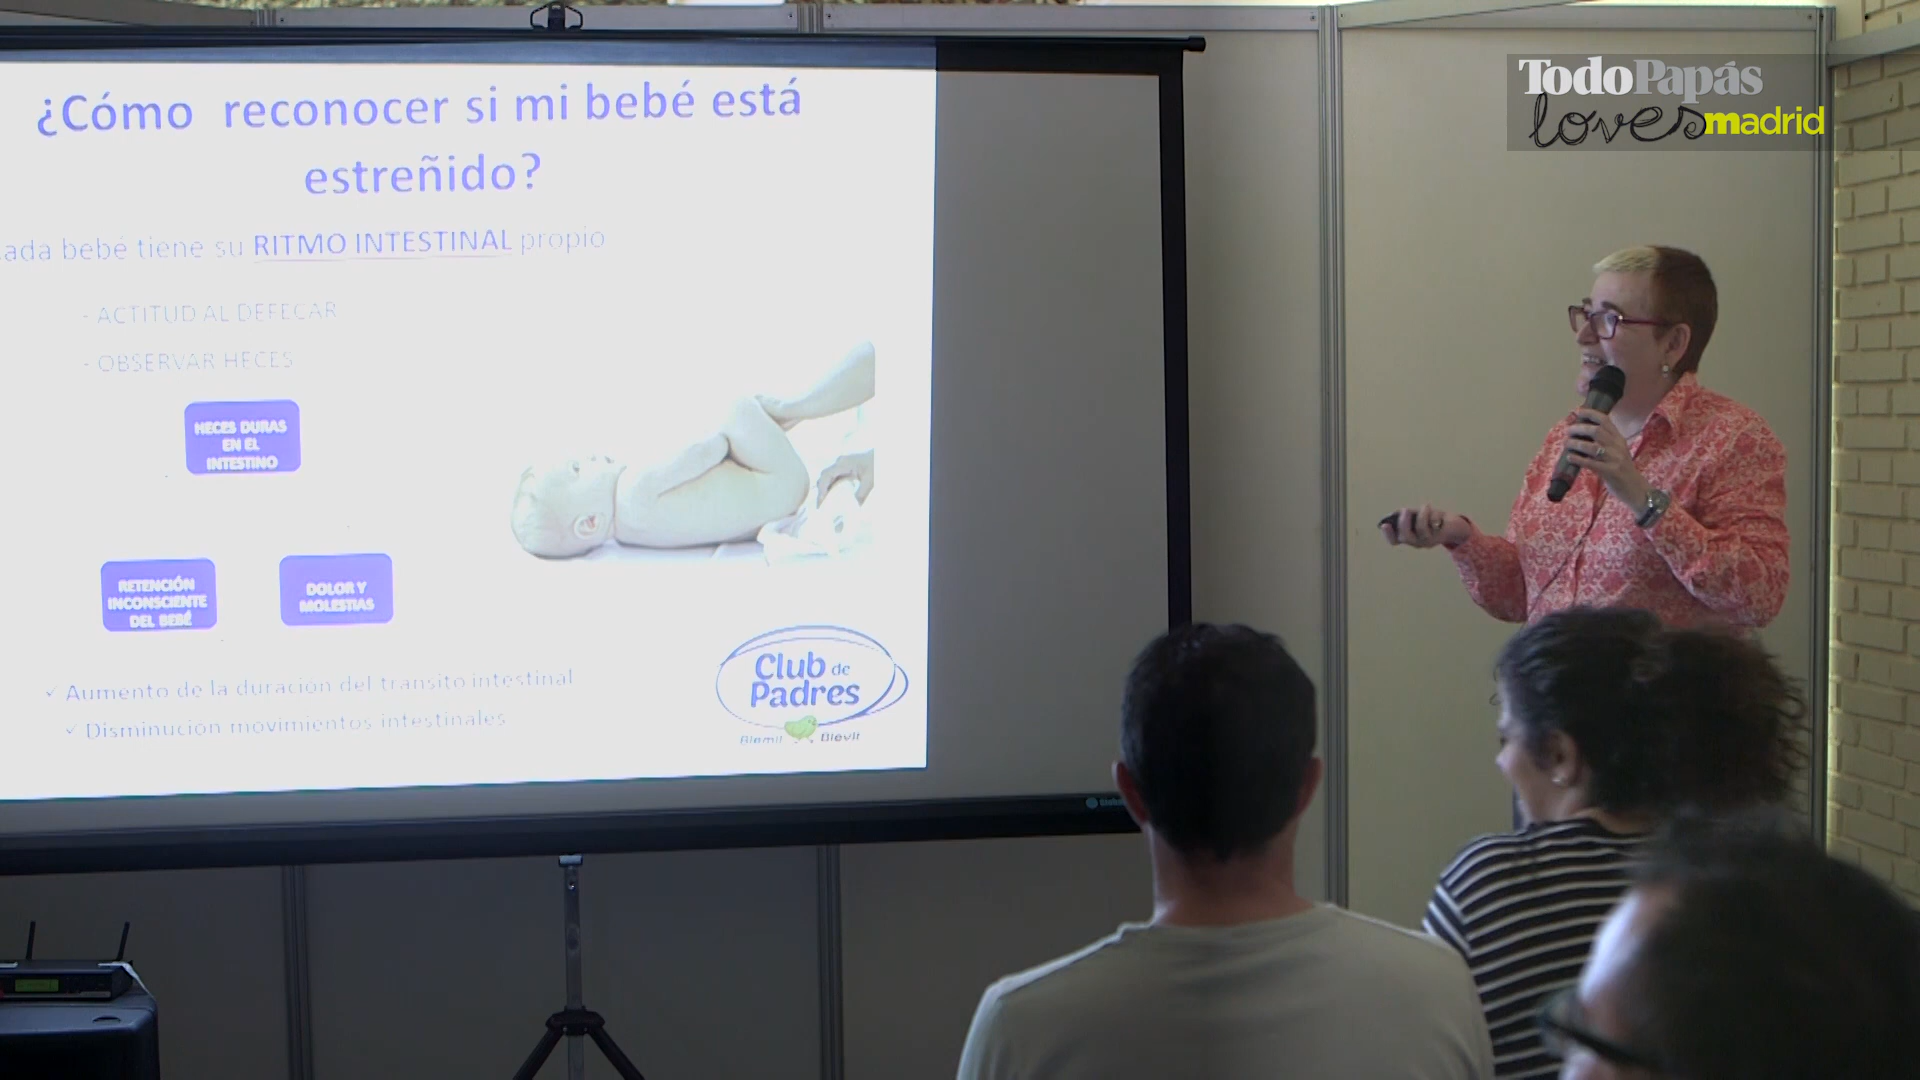 ¿Cómo reconocer si mi bebé está
estreñido?
ada bebé tiene su RITMO INTESTINAL propio
- ACTITUD AL DEFECAR
- OBSERVAR HECES
HECES DURAS
EN EL
INTESTINO
RETENCIÓN
INCONSCIENTE
DEL BEBÉ
DOLOR Y
MOLESTIAS
✓ Aumento de la duración del transito intestinal
✓ Disminución movimientos intestinales
Club de
Padres
Blemil Blevit
TodoPapás
loves madrid